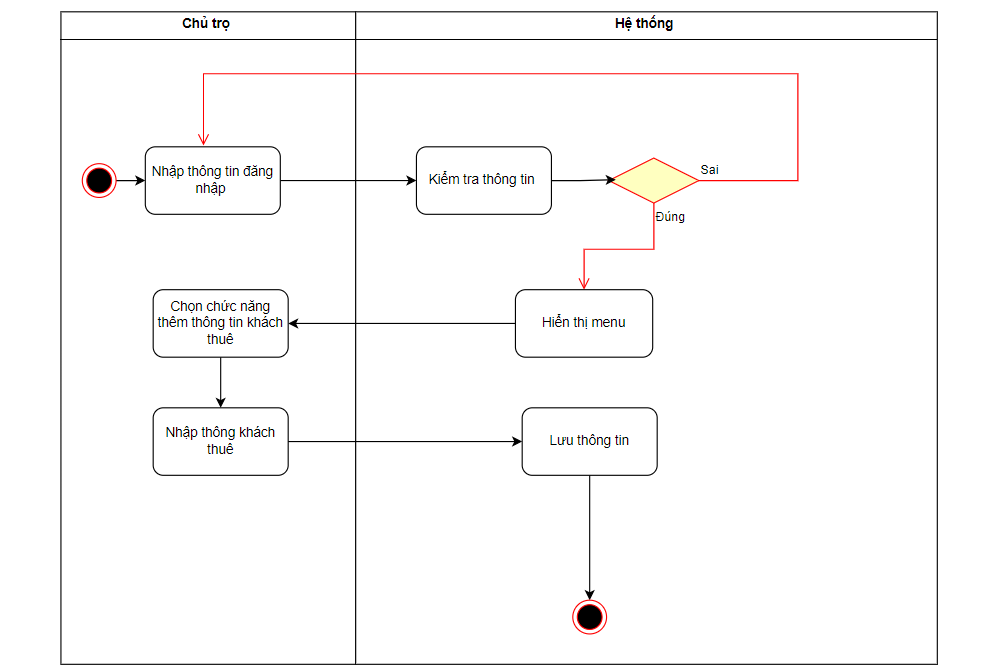 Chủ trọ
Hệ thống
Nhập thông tin đăng
nhập
Kiểm tra thông tin
Sai
Đúng
Chọn chức năng
thêm thông tin khách
thuê
Hiển thị menu
Nhập thông khách
thuê
Lưu thông tin